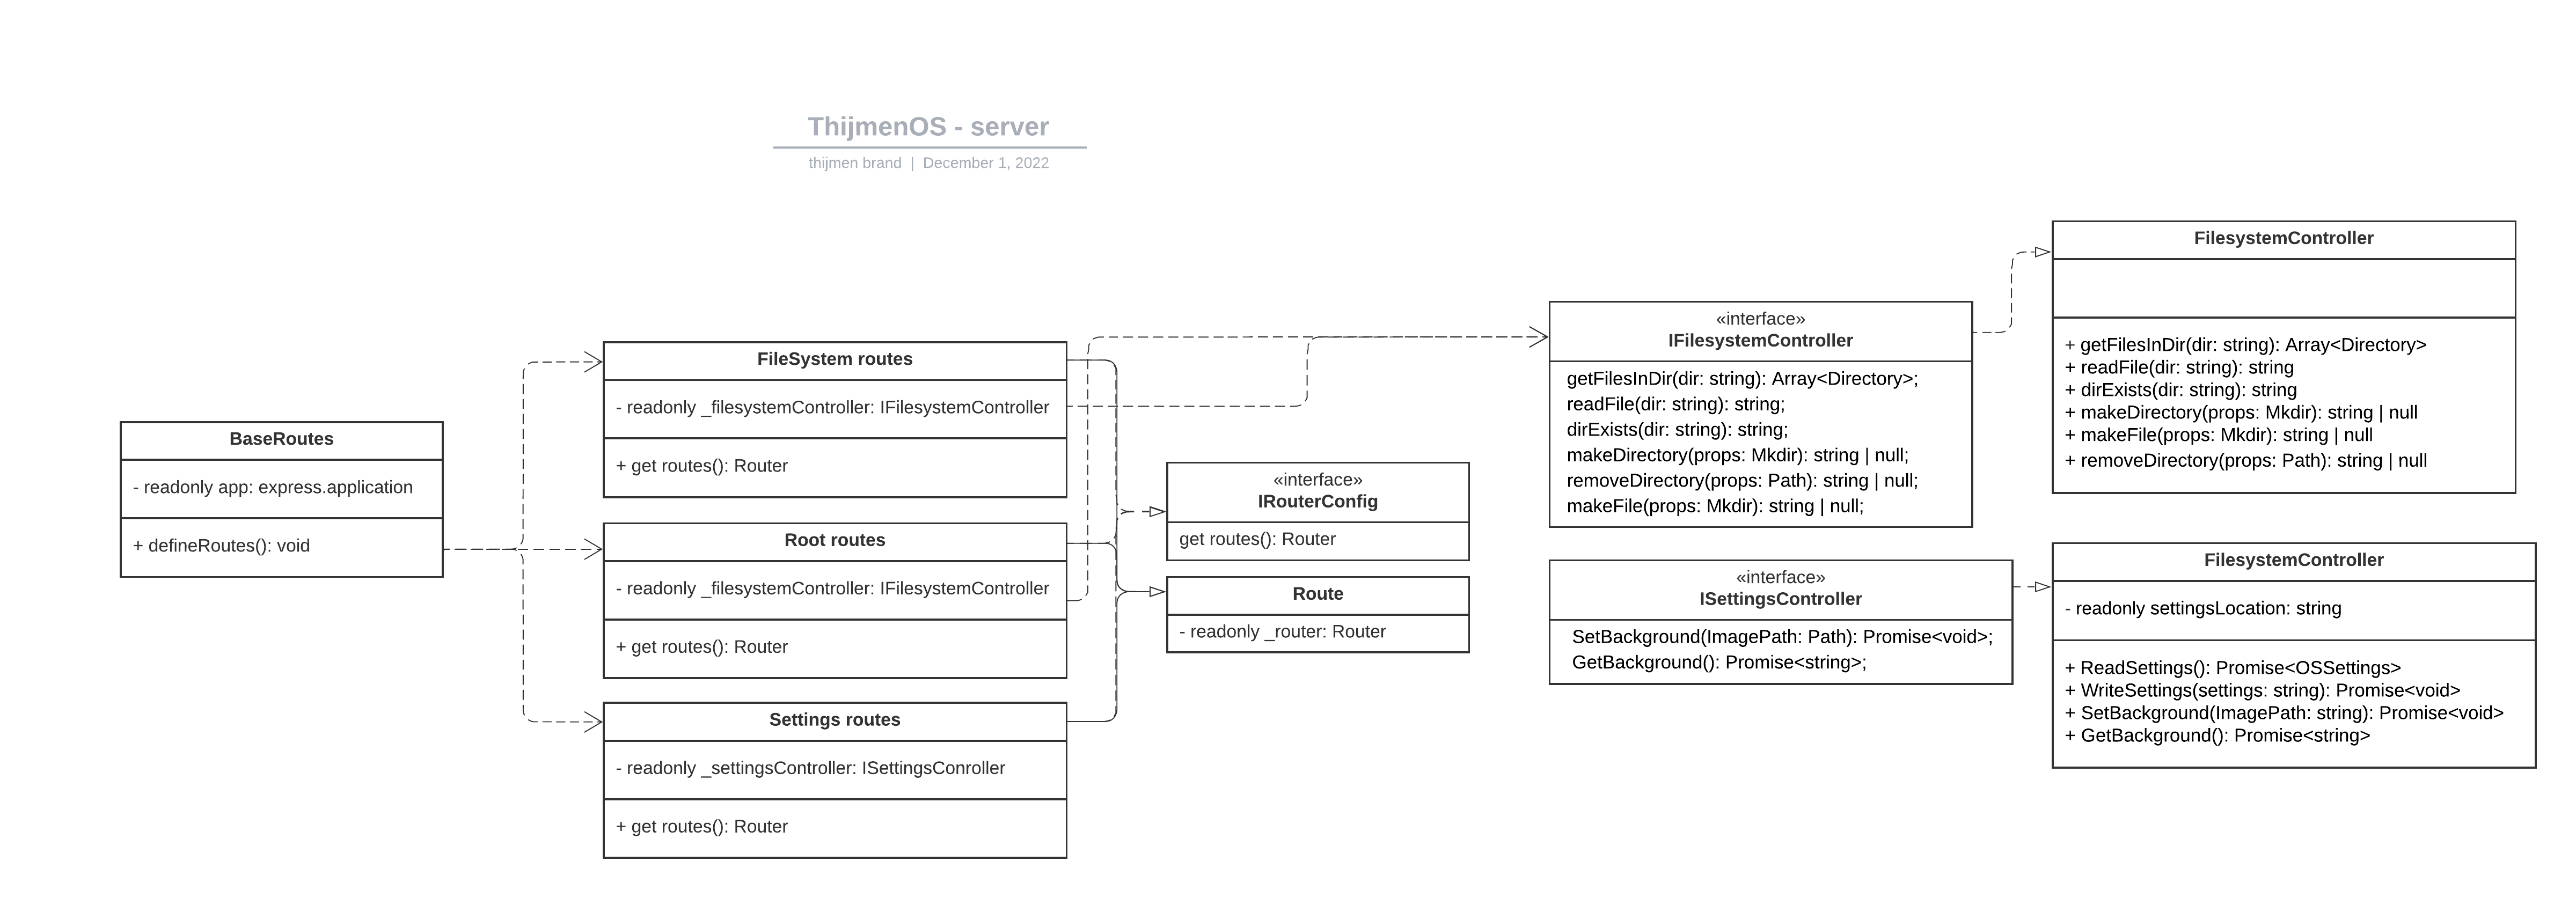 ThijmenOS - server
thijmen brand | December 1, 2022
BaseRoutes
- readonly app: express.application
+ defineRoutes(): void
FileSystem routes
- readonly _filesystemController: IFilesystemController
+ get routes(): Router
Root routes
- readonly _filesystemController: IFilesystemController
+ get routes(): Router
Settings routes
- readonly _settingsController: ISettingsConroller
+ get routes(): Router
«interface»
IRouterConfig
get routes(): Router
Route
- readonly _router: Router
«interface»
IFilesystemController
getFilesInDir(dir: string): Array<Directory>;
readFile(dir: string): string;
dirExists(dir: string): string;
makeDirectory(props: Mkdir): string | null;
removeDirectory(props: Path): string | null;
makeFile(props: Mkdir): string | null;
«interface»
ISettingsController
SetBackground(ImagePath: Path): Promise<void>;
GetBackground(): Promise<string>;
FilesystemController
+ getFilesInDir(dir: string): Array<Directory>
+ readFile(dir: string): string
+ dirExists(dir: string): string
+ makeDirectory(props: Mkdir): string | null
+ makeFile(props: Mkdir): string | null
+ removeDirectory(props: Path): string | null
FilesystemController
- readonly settingsLocation: string
+ ReadSettings(): Promise<OSSettings>
+ WriteSettings(settings: string): Promise<void>
+ SetBackground(ImagePath: string): Promise<void>
+ GetBackground(): Promise<string>